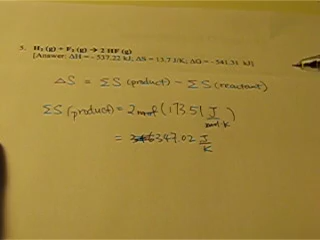 5. H₂ (g) + F₂ (g) → 2 HF (g)
[Answer: ΔH = - 537.22 kJ, ΔS = 13.7 J/K, ΔG = - 541.31 kJ]
ΔS = ΣS (product) - ΣS (reactant)
ΣS (product) = 2 mol (173.51 J/mol·K)
= 347.02 J/K